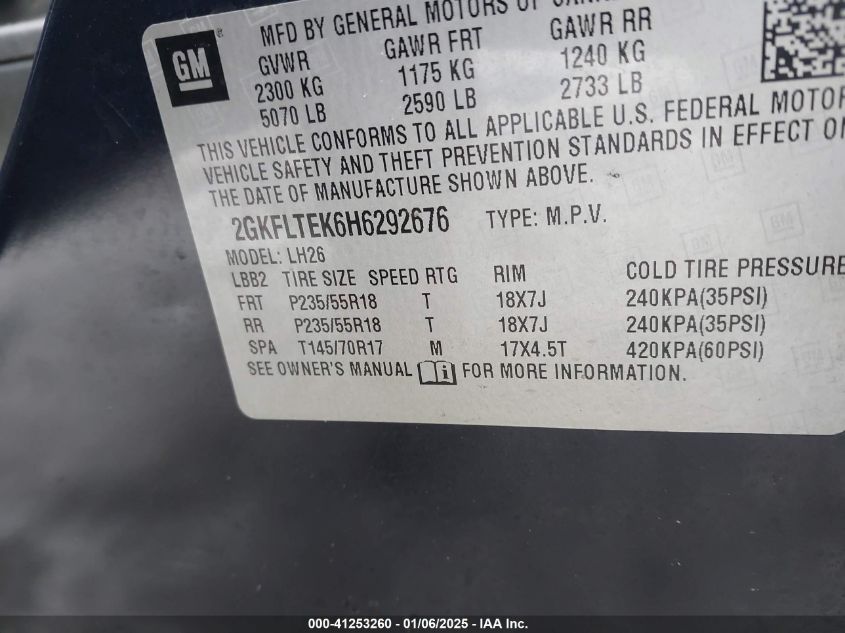 GM
MFD BY GENERAL MOTORS OF
GVWR GAWR FRT GAWR RR
2300 KG 1175 KG 1240 KG
5070 LB 2590 LB 2733 LB
THIS VEHICLE CONFORMS TO ALL APPLICABLE U.S. FEDERAL MOTOR
VEHICLE SAFETY AND THEFT PREVENTION STANDARDS IN EFFECT ON
THE DATE OF MANUFACTURE SHOWN ABOVE.
2GKFLTEK6H6292676 TYPE: M.P.V.
MODEL: LH26
LBB2 TIRE SIZE SPEED RTG RIM COLD TIRE PRESSURE
FRT P235/55R18 T 18X7J 240KPA(35PSI)
RR P235/55R18 T 18X7J 240KPA(35PSI)
SPA T145/70R17 M 17X4.5T 420KPA(60PSI)
SEE OWNER'S MANUAL i FOR MORE INFORMATION.
000-41253260 - 01/06/2025 - IAA Inc.